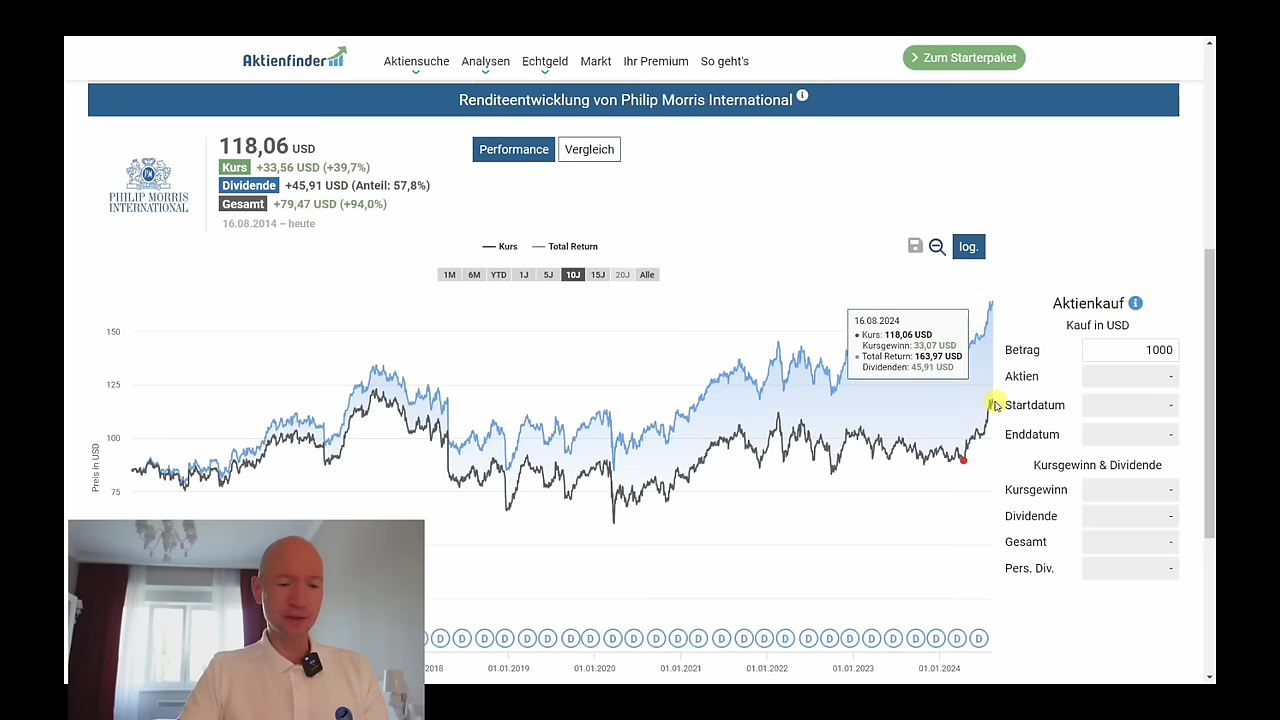 Aktienfinder
Aktiensuche Analysen Echtgeld Markt Ihr Premium So geht's
Zum Starterpaket
Renditeentwicklung von Philip Morris International
PHILIP MORRIS
INTERNATIONAL
118,06 USD
Kurs +33,56 USD (+39,7%)
Dividende +45,91 USD (Anteil: 57,8%)
Gesamt +79,47 USD (+94,0%)
16.08.2014 – heute
Performance Vergleich
Kurs Total Return
log.
1M 6M YTD 1J 5J 10J 15J 20J Alle
16.08.2024
Kurs: 118,06 USD
Kursgewinn: 33,07 USD
Total Return: 163,97 USD
Dividenden: 45,91 USD
150
125
100
75
Preis in USD
Aktienkauf
Kauf in USD
Betrag 1000
Aktien -
Startdatum -
Enddatum -
Kursgewinn & Dividende
Kursgewinn -
Dividende -
Gesamt -
Pers. Div. -
D D D D D D D D D D D D D D D D D D D D D D D D D D
2018 01.01.2019 01.01.2020 01.01.2021 01.01.2022 01.01.2023 01.01.2024